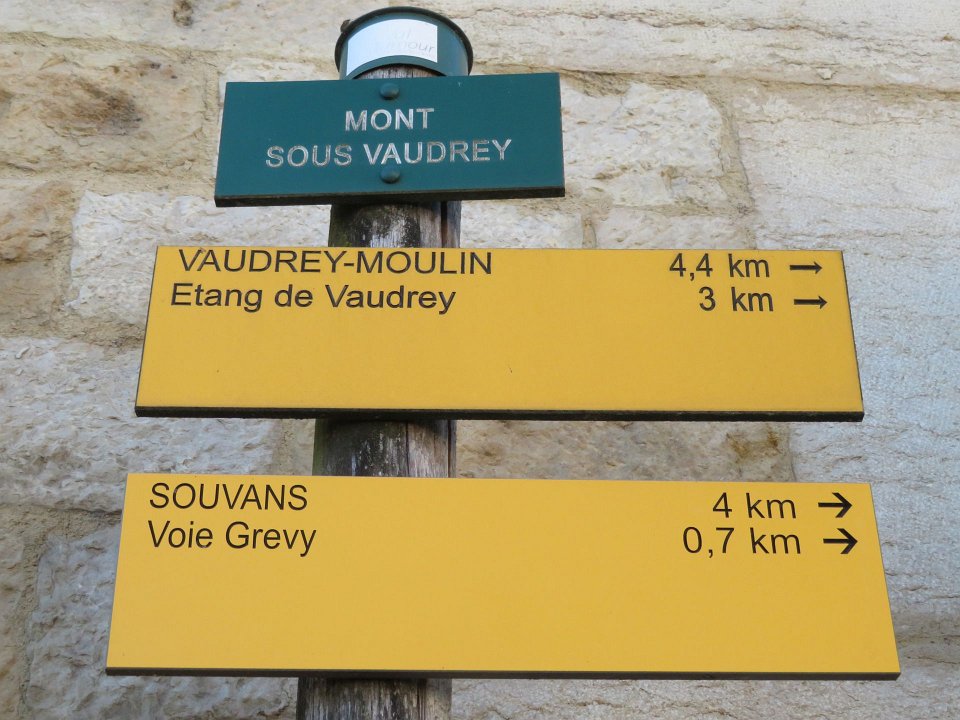 MONT
SOUS VAUDREY
VAUDREY-MOULIN 4,4 km →
Etang de Vaudrey 3 km →
SOUVANS 4 km →
Voie Grevy 0,7 km →